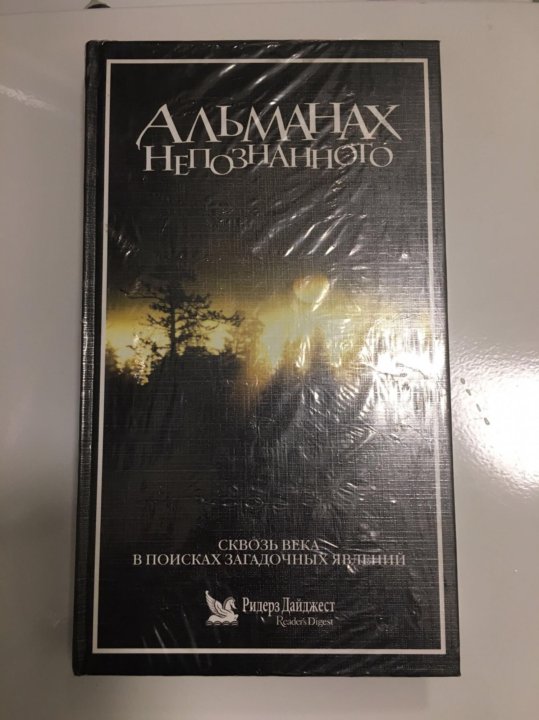 Альманах
Непознанного
СКВОЗЬ ВЕКА
В ПОИСКАХ ЗАГАДОЧНЫХ ЯВЛЕНИЙ
Ридерз Дайджест
Reader's Digest